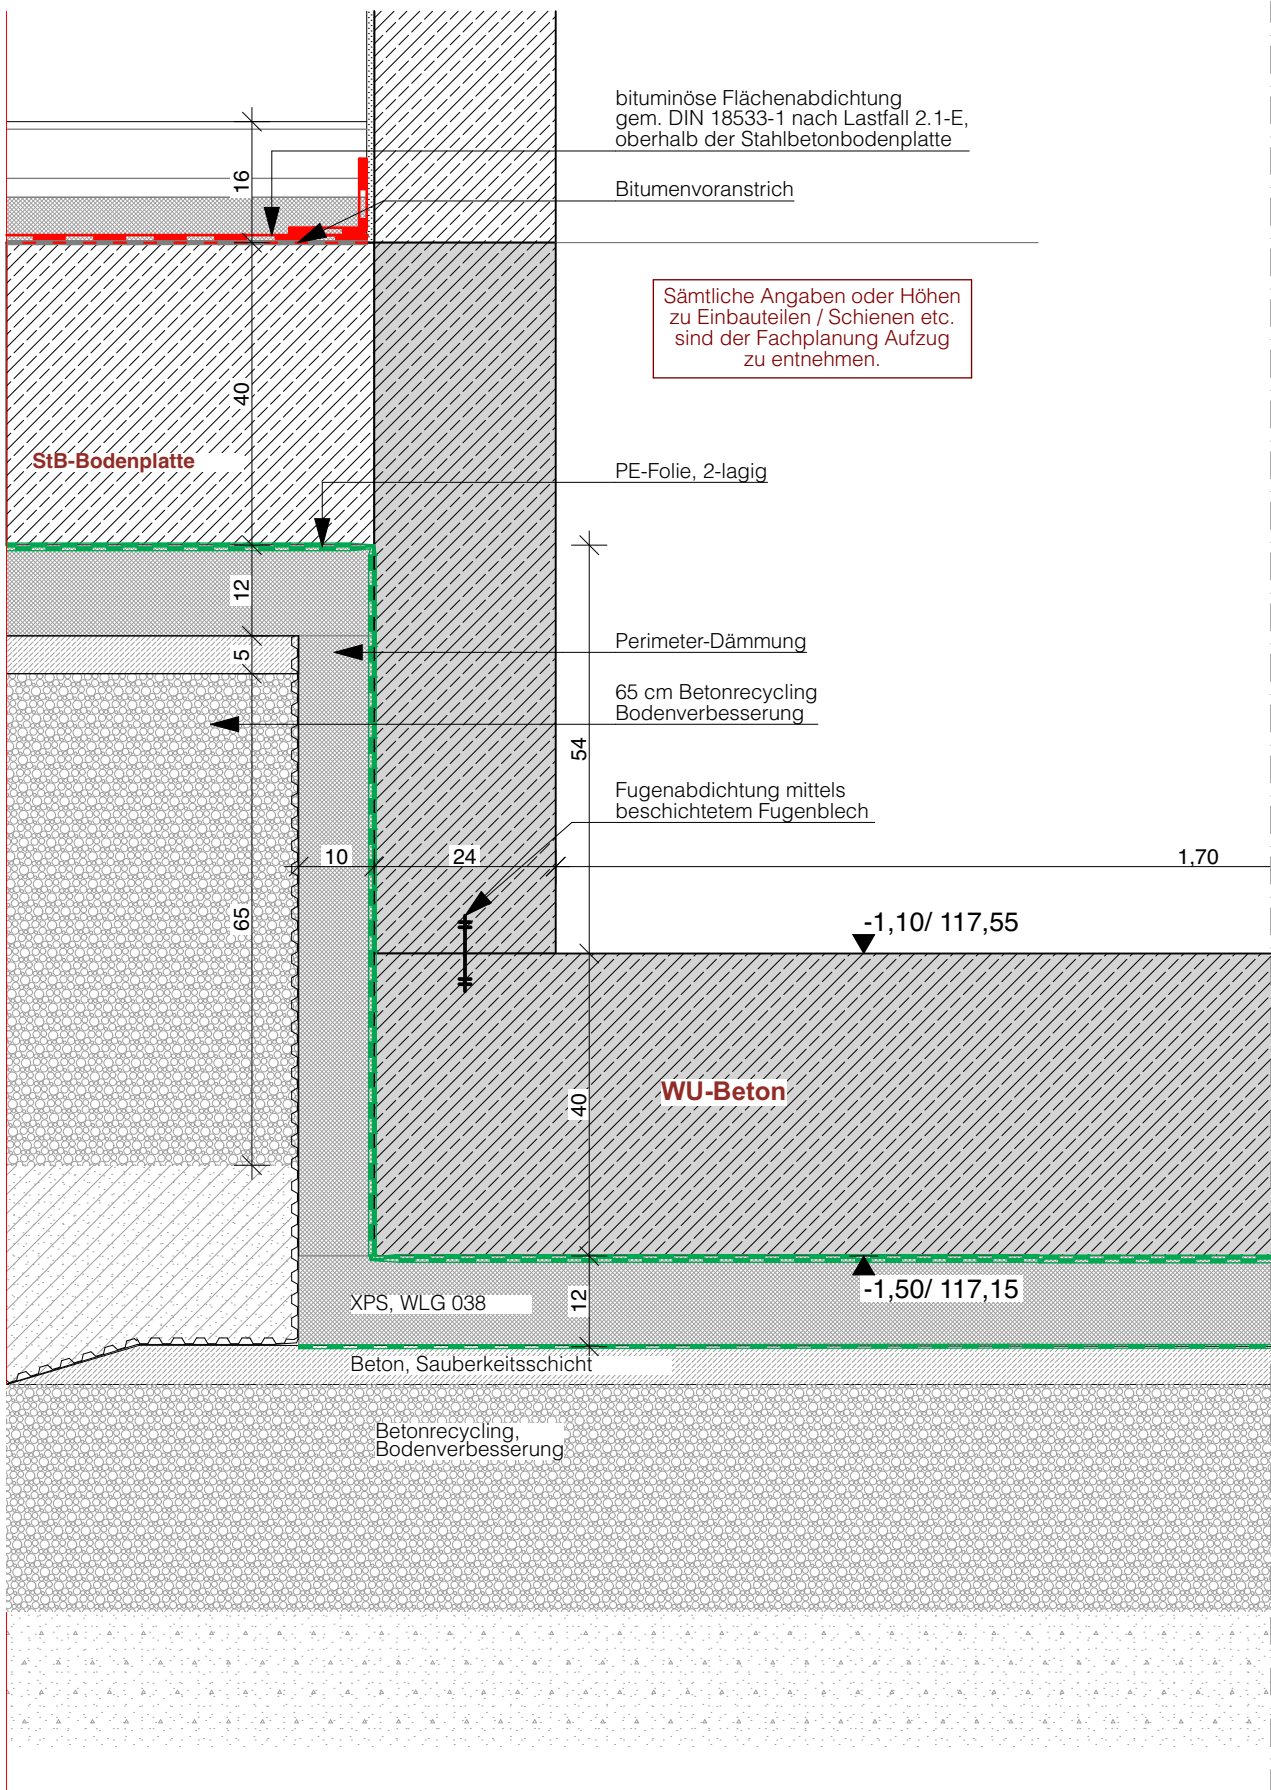 bituminöse Flächenabdichtung
gem. DIN 18533-1 nach Lastfall 2.1-E,
oberhalb der Stahlbetonbodenplatte
16
Bitumenvoranstrich
Sämtliche Angaben oder Höhen
zu Einbauteilen / Schienen etc.
sind der Fachplanung Aufzug
zu entnehmen.
40
StB-Bodenplatte
PE-Folie, 2-lagig
12
Perimeter-Dämmung
5
65 cm Betonrecycling
Bodenverbesserung
54
Fugenabdichtung mittels
beschichtetem Fugenblech
10
24
1,70
65
-1,10/ 117,55
WU-Beton
40
-1,50/ 117,15
XPS, WLG 038
12
Beton, Sauberkeitsschicht
Betonrecycling,
Bodenverbesserung